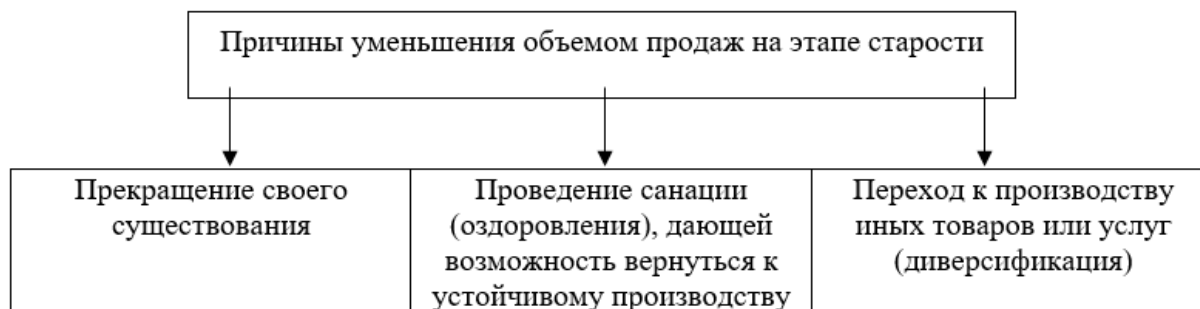 Причины уменьшения объемом продаж на этапе старости
Прекращение своего
существования
Проведение санации
(оздоровления), дающей
возможность вернуться к
устойчивому производству
Переход к производству
иных товаров или услуг
(диверсификация)